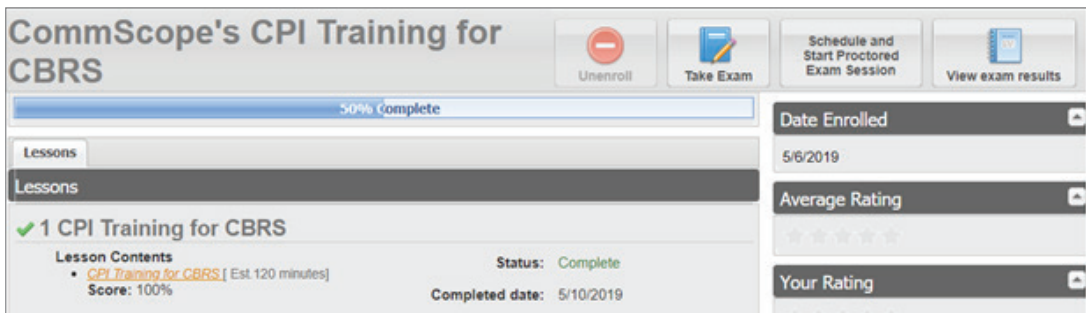 CommScope's CPI Training for
CBRS
Unenroll
Take Exam
Schedule and
Start Proctored
Exam Session
View exam results
50% Complete
Lessons
Lessons
1 CPI Training for CBRS
Lesson Contents
• CPI Training for CBRS [ Est 120 minutes]
Score: 100%
Status: Complete
Completed date: 5/10/2019
Date Enrolled
5/6/2019
Average Rating
Your Rating